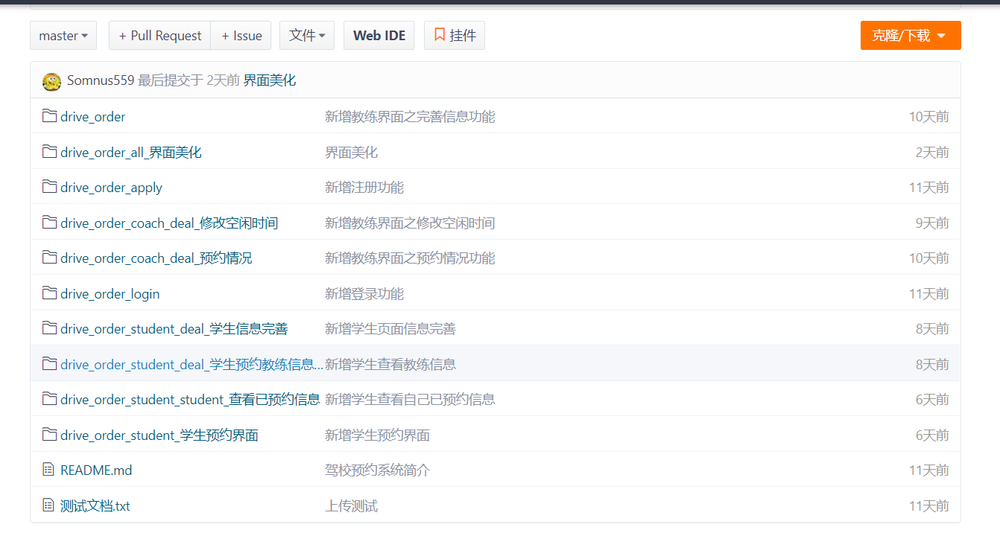 master + Pull Request + Issue 文件 Web IDE 挂件 克隆/下载
Somnus559 最后提交于 2天前 界面美化
drive_order 新增教练界面之完善信息功能 10天前
drive_order_all_界面美化 界面美化 2天前
drive_order_apply 新增注册功能 11天前
drive_order_coach_deal_修改空闲时间 新增教练界面之修改空闲时间 9天前
drive_order_coach_deal_预约情况 新增教练界面之预约情况功能 10天前
drive_order_login 新增登录功能 11天前
drive_order_student_deal_学生信息完善 新增学生页面信息完善 8天前
drive_order_student_deal_学生预约教练信息... 新增学生查看教练信息 8天前
drive_order_student_student_查看已预约信息 新增学生查看自己已预约信息 6天前
drive_order_student_学生预约界面 新增学生预约界面 6天前
README.md 驾校预约系统简介 11天前
测试文档.txt 上传测试 11天前